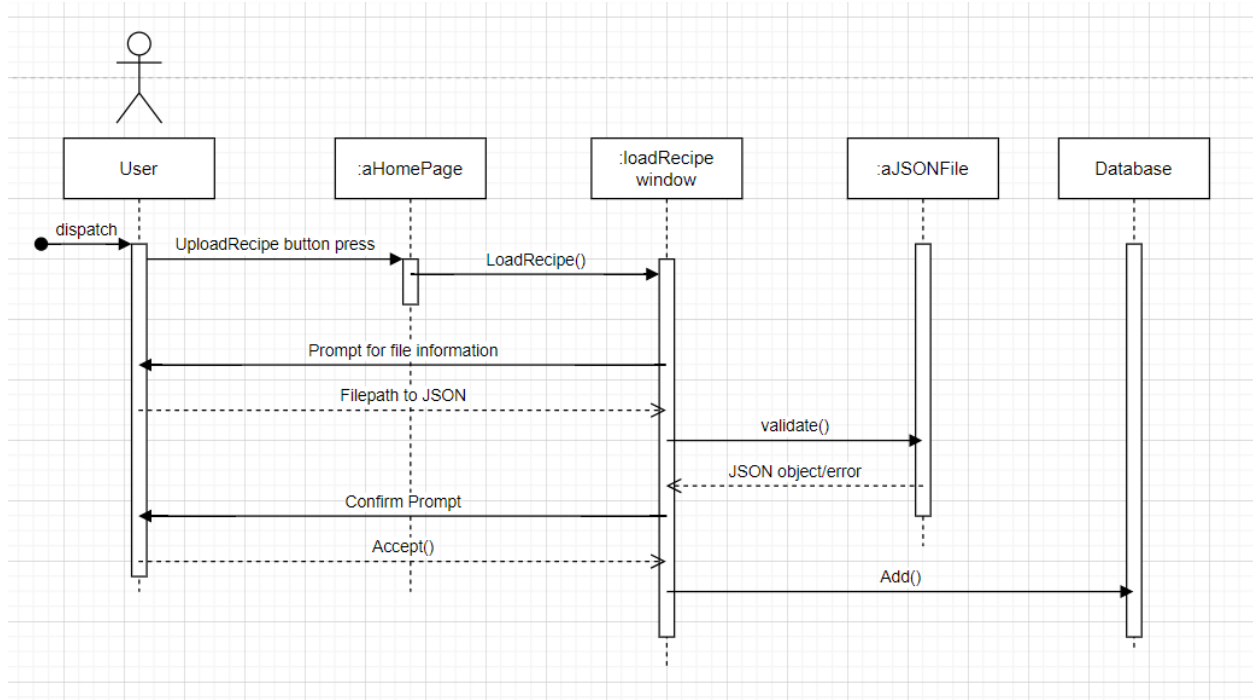 User
:aHomePage
:loadRecipe
window
:aJSONFile
Database
dispatch
UploadRecipe button press
LoadRecipe()
Prompt for file information
Filepath to JSON
validate()
JSON object/error
Confirm Prompt
Accept()
Add()